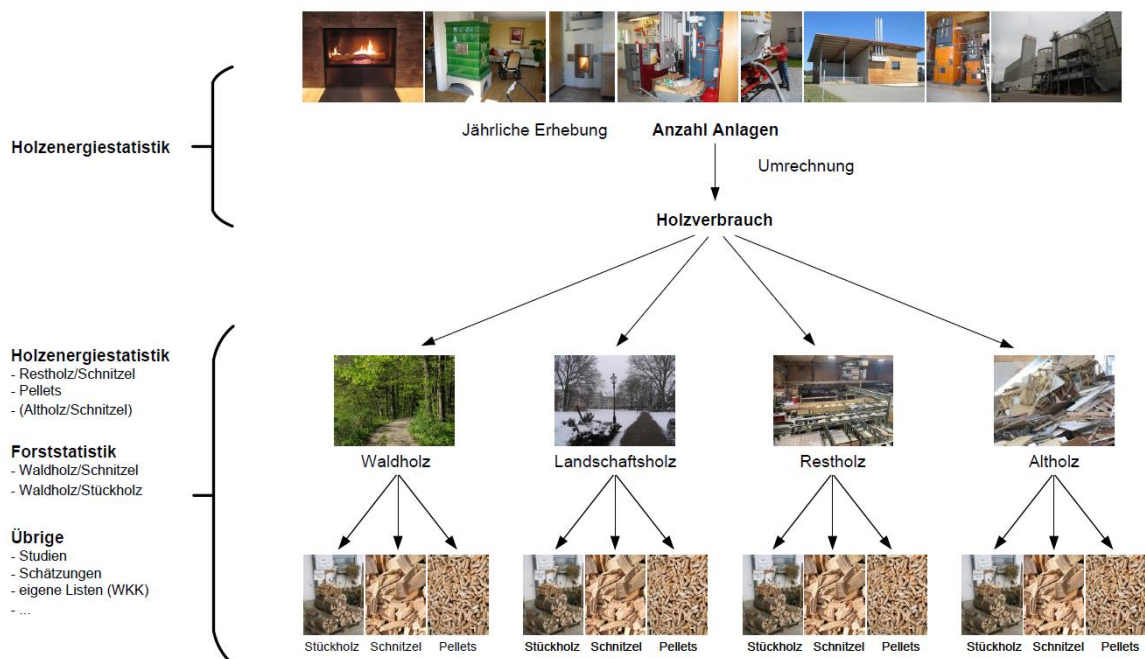 Jährliche Erhebung Anzahl Anlagen
Holzenergiestatistik
Umrechnung
Holzverbrauch
Holzenergiestatistik
- Restholz/Schnitzel
- Pellets
- (Altholz/Schnitzel)
Forststatistik
- Waldholz/Schnitzel
- Waldholz/Stückholz
Übrige
- Studien
- Schätzungen
- eigene Listen (WKK)
- ...
Waldholz Landschaftsholz Restholz Altholz
Stückholz Schnitzel Pellets Stückholz Schnitzel Pellets Stückholz Schnitzel Pellets Stückholz Schnitzel Pellets